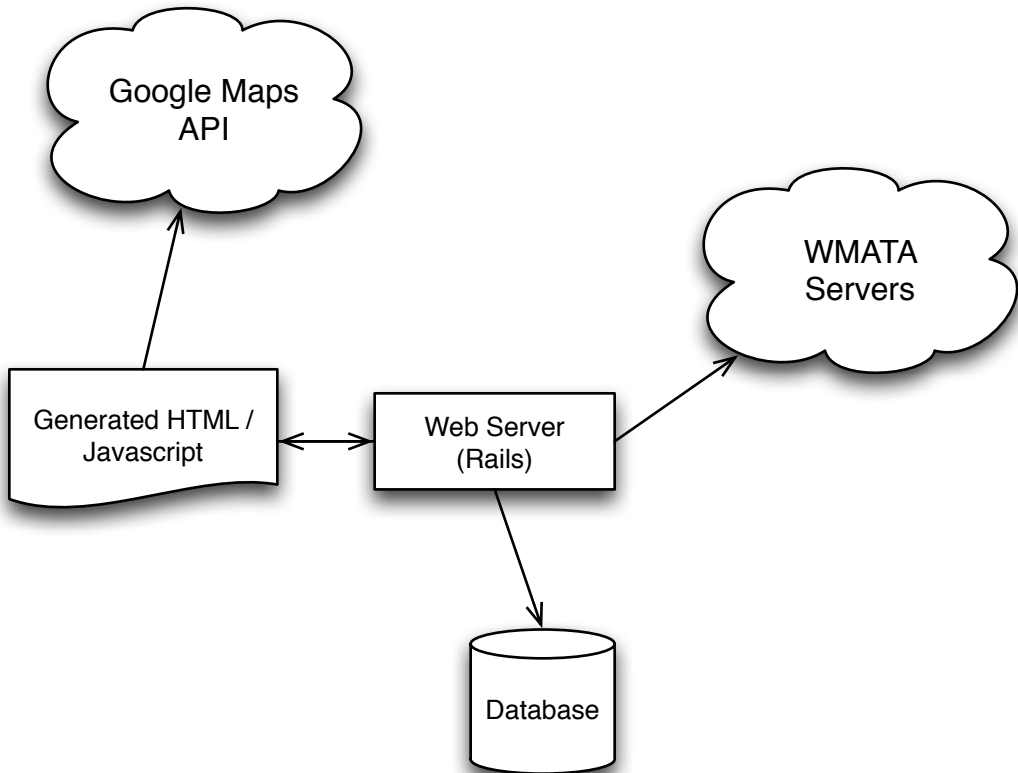 Google Maps
API
WMATA
Servers
Generated HTML /
Javascript
Web Server
(Rails)
Database